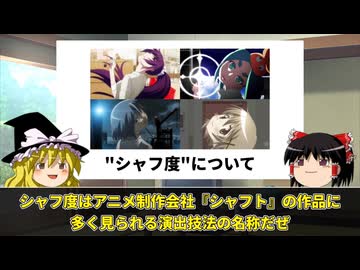 "シャフ度"について
シャフ度はアニメ制作会社『シャフト』の作品に
多く見られる演出技法の名称だぜ